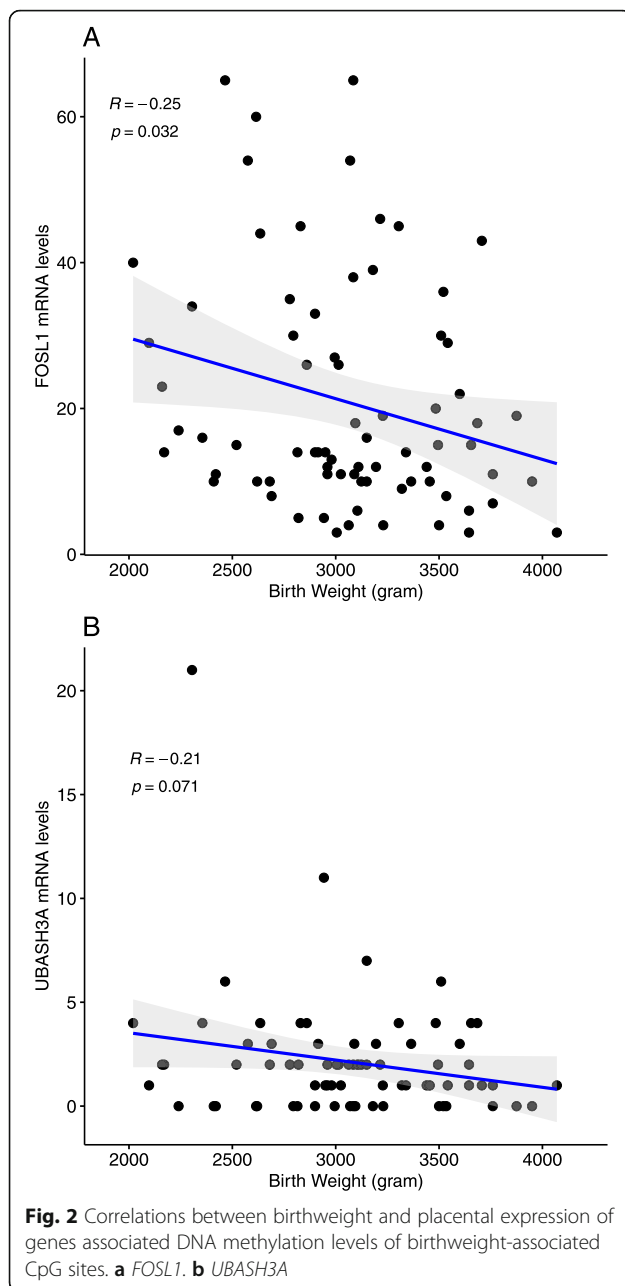 A
R = −0.25
p = 0.032
60
40
20
0
FOSL1 mRNA levels
2000 2500 3000 3500 4000
Birth Weight (gram)
B
R = −0.21
p = 0.071
20
15
10
5
0
UBASH3A mRNA levels
2000 2500 3000 3500 4000
Birth Weight (gram)
Fig. 2 Correlations between birthweight and placental expression of
genes associated DNA methylation levels of birthweight-associated
CpG sites. a FOSL1. b UBASH3A